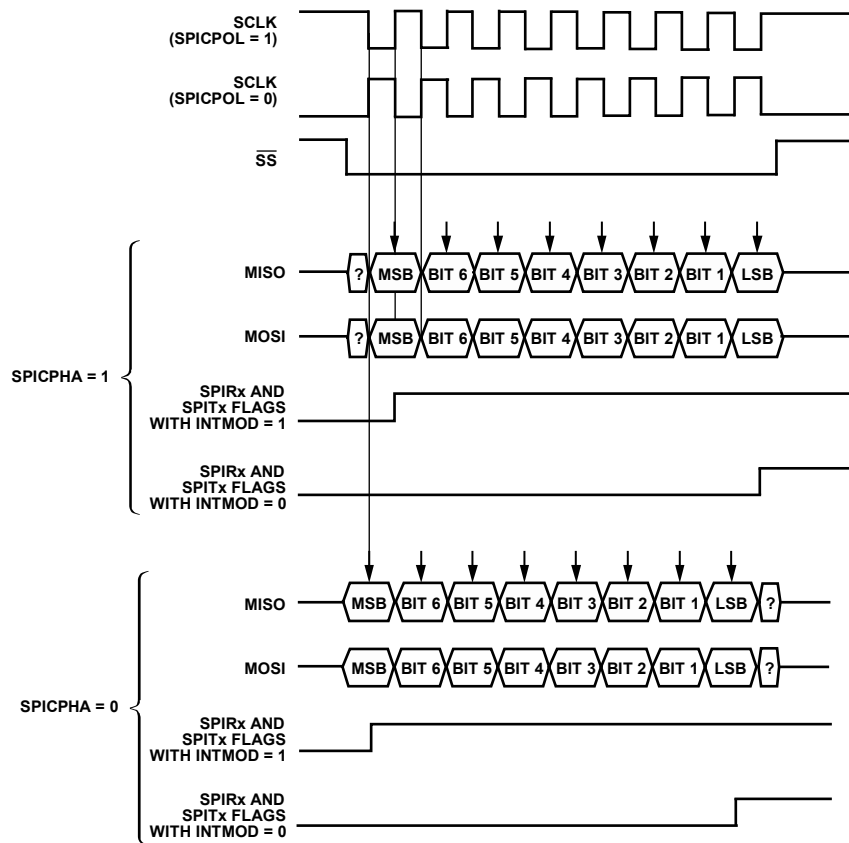 SCLK
(SPICPOL = 1)
SCLK
(SPICPOL = 0)
SS
SPICPHA = 1
MISO
? MSB BIT 6 BIT 5 BIT 4 BIT 3 BIT 2 BIT 1 LSB
MOSI
? MSB BIT 6 BIT 5 BIT 4 BIT 3 BIT 2 BIT 1 LSB
SPIRx AND
SPITx FLAGS
WITH INTMOD = 1
SPIRx AND
SPITx FLAGS
WITH INTMOD = 0
SPICPHA = 0
MISO
MSB BIT 6 BIT 5 BIT 4 BIT 3 BIT 2 BIT 1 LSB ?
MOSI
MSB BIT 6 BIT 5 BIT 4 BIT 3 BIT 2 BIT 1 LSB ?
SPIRx AND
SPITx FLAGS
WITH INTMOD = 1
SPIRx AND
SPITx FLAGS
WITH INTMOD = 0